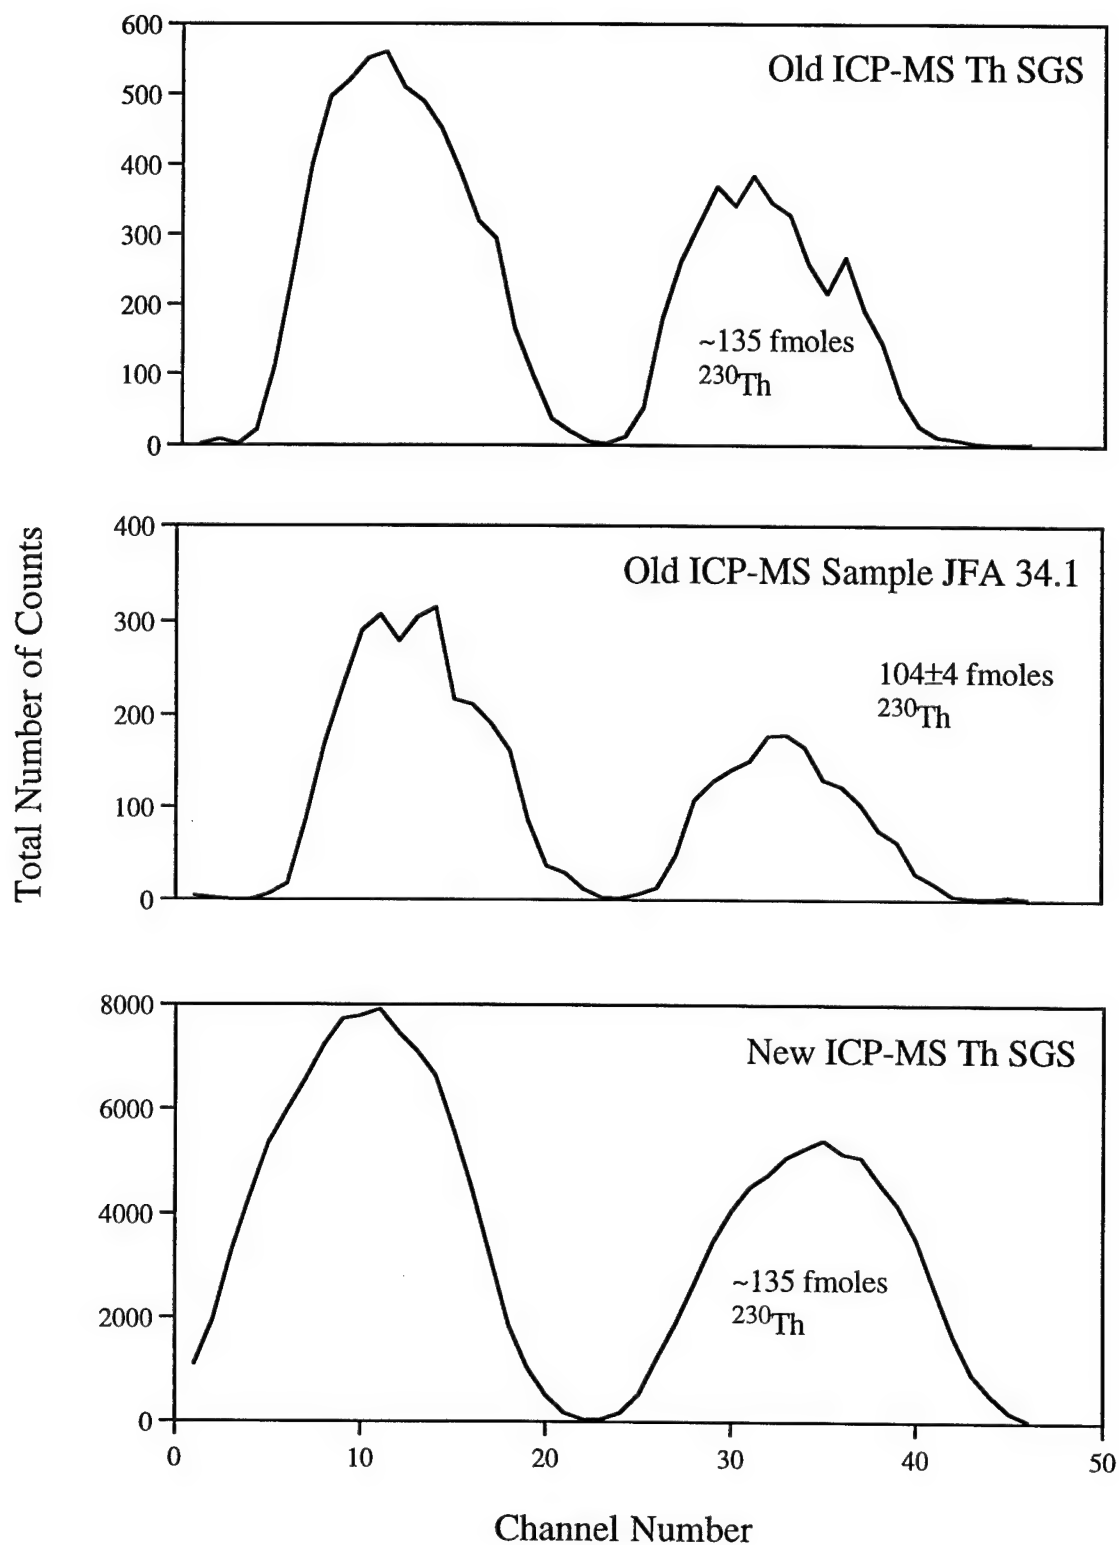 Total Number of Counts
600
500
400
300
200
100
0
Old ICP-MS Th SGS
~135 fmoles
²³⁰Th
400
300
200
100
0
Old ICP-MS Sample JFA 34.1
104±4 fmoles
²³⁰Th
8000
6000
4000
2000
0
New ICP-MS Th SGS
~135 fmoles
²³⁰Th
0 10 20 30 40 50
Channel Number